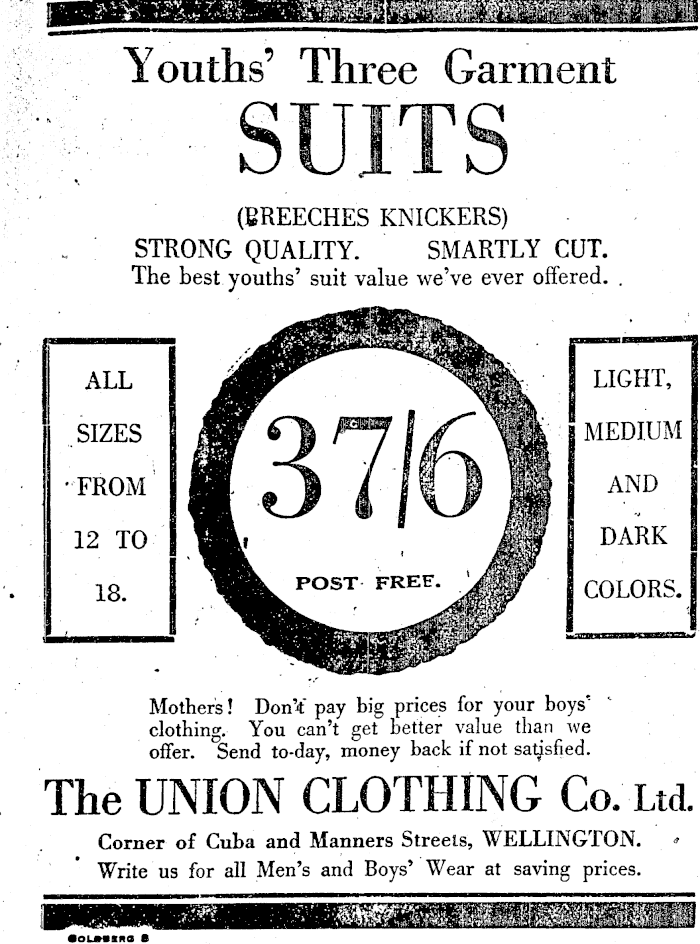 Youths' Three Garment
SUITS
(BREECHES KNICKERS)
STRONG QUALITY. SMARTLY CUT.
The best youths' suit value we've ever offered.
ALL
SIZES
FROM
12 TO
18.
37/6
POST FREE.
LIGHT,
MEDIUM
AND
DARK
COLORS.
Mothers! Don't pay big prices for your boys'
clothing. You can't get better value than we
offer. Send to-day, money back if not satisfied.
The UNION CLOTHING Co. Ltd.
Corner of Cuba and Manners Streets, WELLINGTON.
Write us for all Men's and Boys' Wear at saving prices.
GOLDBERG 8